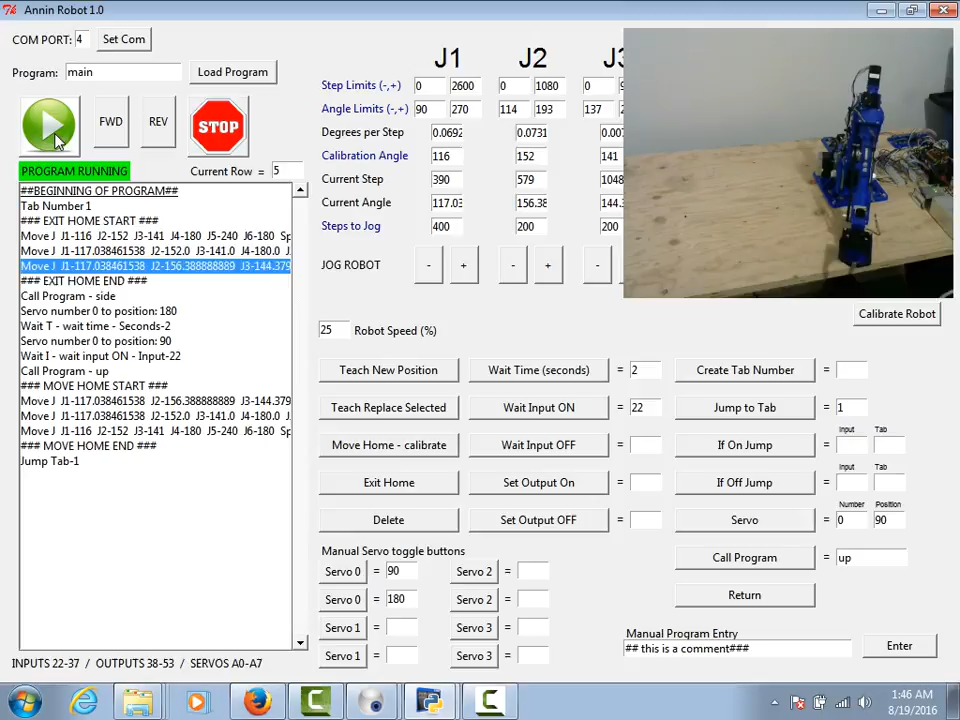 Annin Robot 1.0
COM PORT: 4 Set Com
Program: main Load Program
FWD REV STOP
PROGRAM RUNNING Current Row = 5
##BEGINNING OF PROGRAM##
Tab Number 1
### EXIT HOME START ###
Move J J1-116 J2-152 J3-141 J4-180 J5-240 J6-180 Sp
Move J J1-117.038461538 J2-152.0 J3-141.0 J4-180.0 J
Move J J1-117.038461538 J2-156.388888889 J3-144.379
### EXIT HOME END ###
Call Program - side
Servo number 0 to position: 180
Wait T - wait time - Seconds-2
Servo number 0 to position: 90
Wait I - wait input ON - Input-22
Call Program - up
### MOVE HOME START ###
Move J J1-117.038461538 J2-156.388888889 J3-144.379
Move J J1-117.038461538 J2-152.0 J3-141.0 J4-180.0 J
Move J J1-116 J2-152 J3-141 J4-180 J5-240 J6-180 Sp
### MOVE HOME END ###
Jump Tab-1
INPUTS 22-37 / OUTPUTS 38-53 / SERVOS A0-A7
J1 J2 J3
Step Limits (-,+) 0 2600 0 1080 0
Angle Limits (-,+) 90 270 114 193 137
Degrees per Step 0.0692 0.0731 0.007
Calibration Angle 116 152 141
Current Step 390 579 1048
Current Angle 117.03 156.38 144.
Steps to Jog 400 200 200
JOG ROBOT - + - + -
Calibrate Robot
25 Robot Speed (%)
Teach New Position Wait Time (seconds) = 2 Create Tab Number =
Teach Replace Selected Wait Input ON = 22 Jump to Tab = 1
Input Tab
Move Home - calibrate Wait Input OFF = If On Jump =
Input Tab
Exit Home Set Output On = If Off Jump =
Number Position
Delete Set Output OFF = Servo = 0 90
Manual Servo toggle buttons
Call Program = up
Servo 0 = 90 Servo 2 =
Servo 0 = 180 Servo 2 = Return
Servo 1 = Servo 3 =
Servo 1 = Servo 3 =
Manual Program Entry
## this is a comment### Enter
1:46 AM
8/19/2016